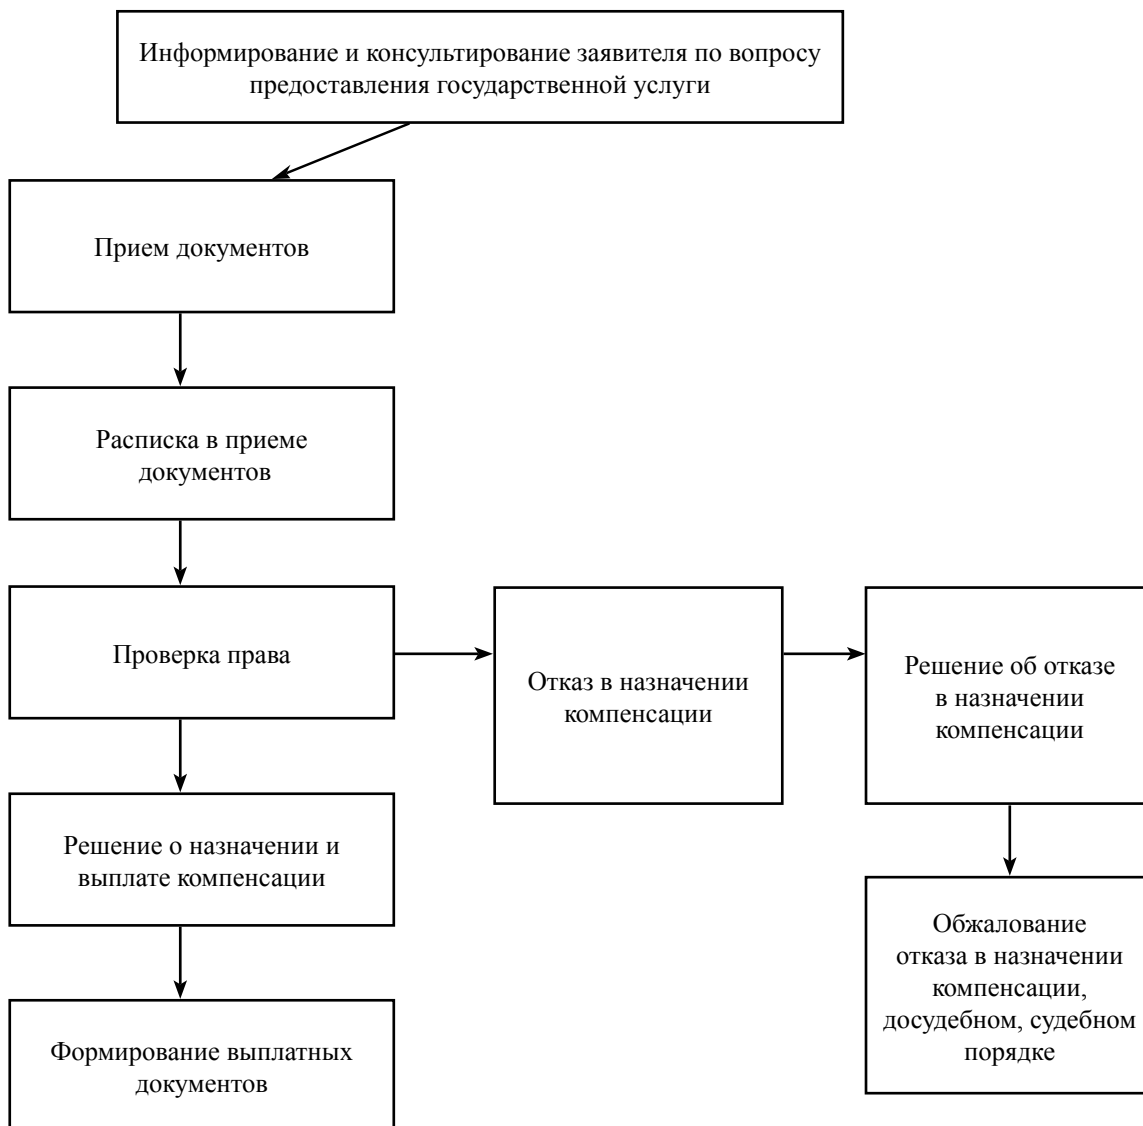 Информирование и консультирование заявителя по вопросу
предоставления государственной услуги
Прием документов
Расписка в приеме
документов
Проверка права
Отказ в назначении
компенсации
Решение об отказе
в назначении
компенсации
Решение о назначении и
выплате компенсации
Обжалование
отказа в назначении
компенсации,
досудебном, судебном
порядке
Формирование выплатных
документов